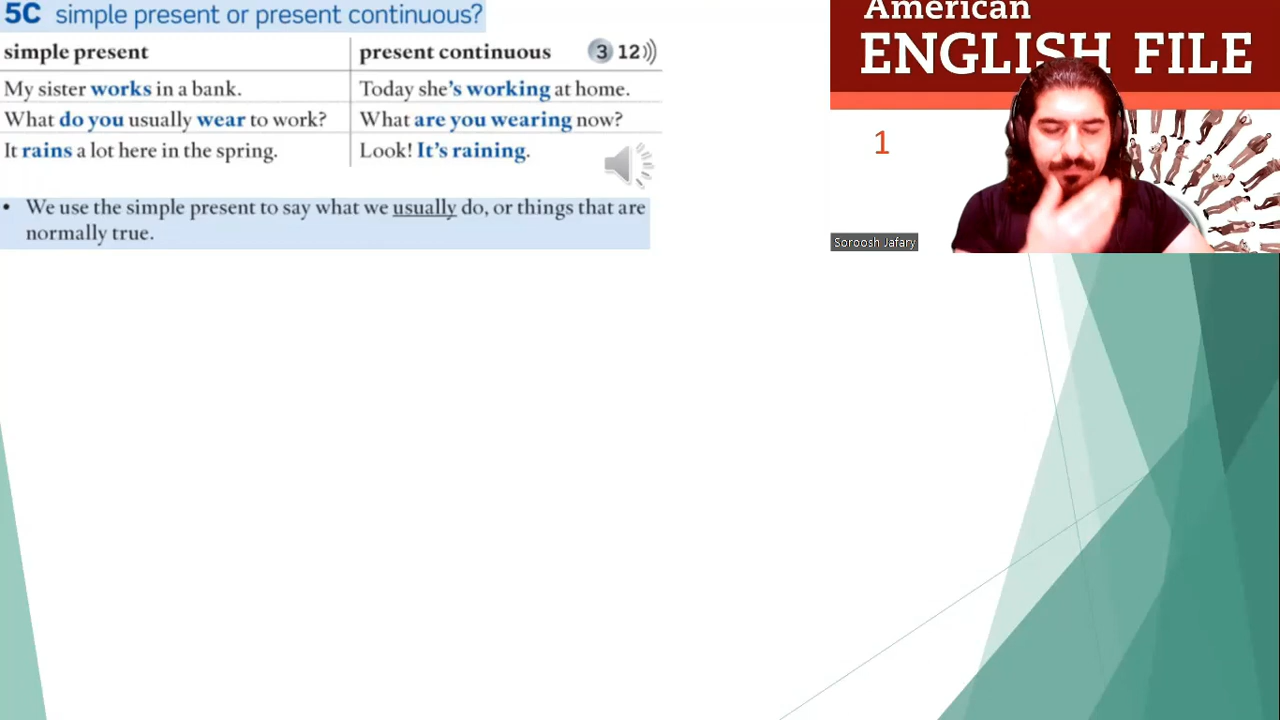 5C simple present or present continuous?
simple present
present continuous 3 12
My sister works in a bank.
Today she's working at home.
What do you usually wear to work?
What are you wearing now?
It rains a lot here in the spring.
Look! It's raining.
• We use the simple present to say what we usually do, or things that are
normally true.
American
ENGLISH FILE
1
Soroosh Jafary